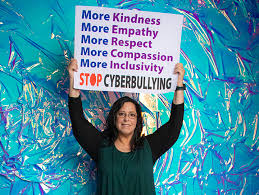 More Kindness
More Empathy
More Respect
More Compassion
More Inclusivity
STOP CYBERBULLYING